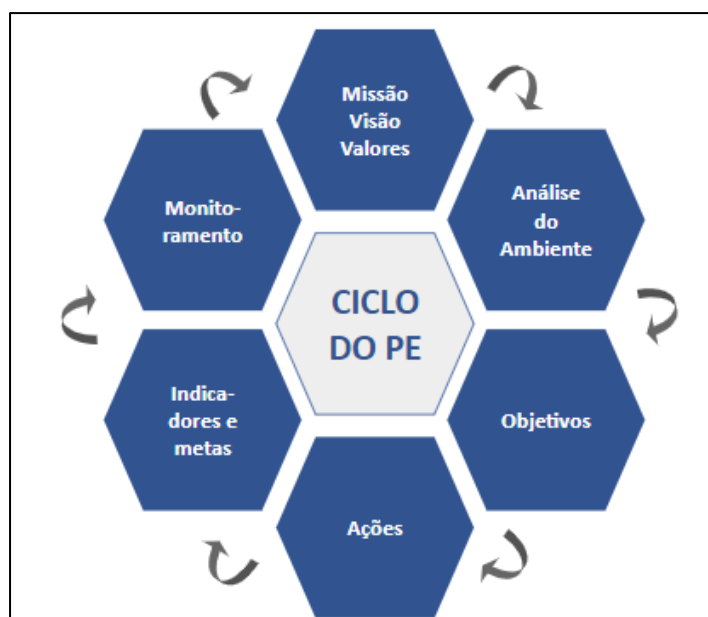 Missão
Visão
Valores
Análise
do
Ambiente
Objetivos
Ações
Indica-
dores e
metas
Monito-
ramento
CICLO
DO PE